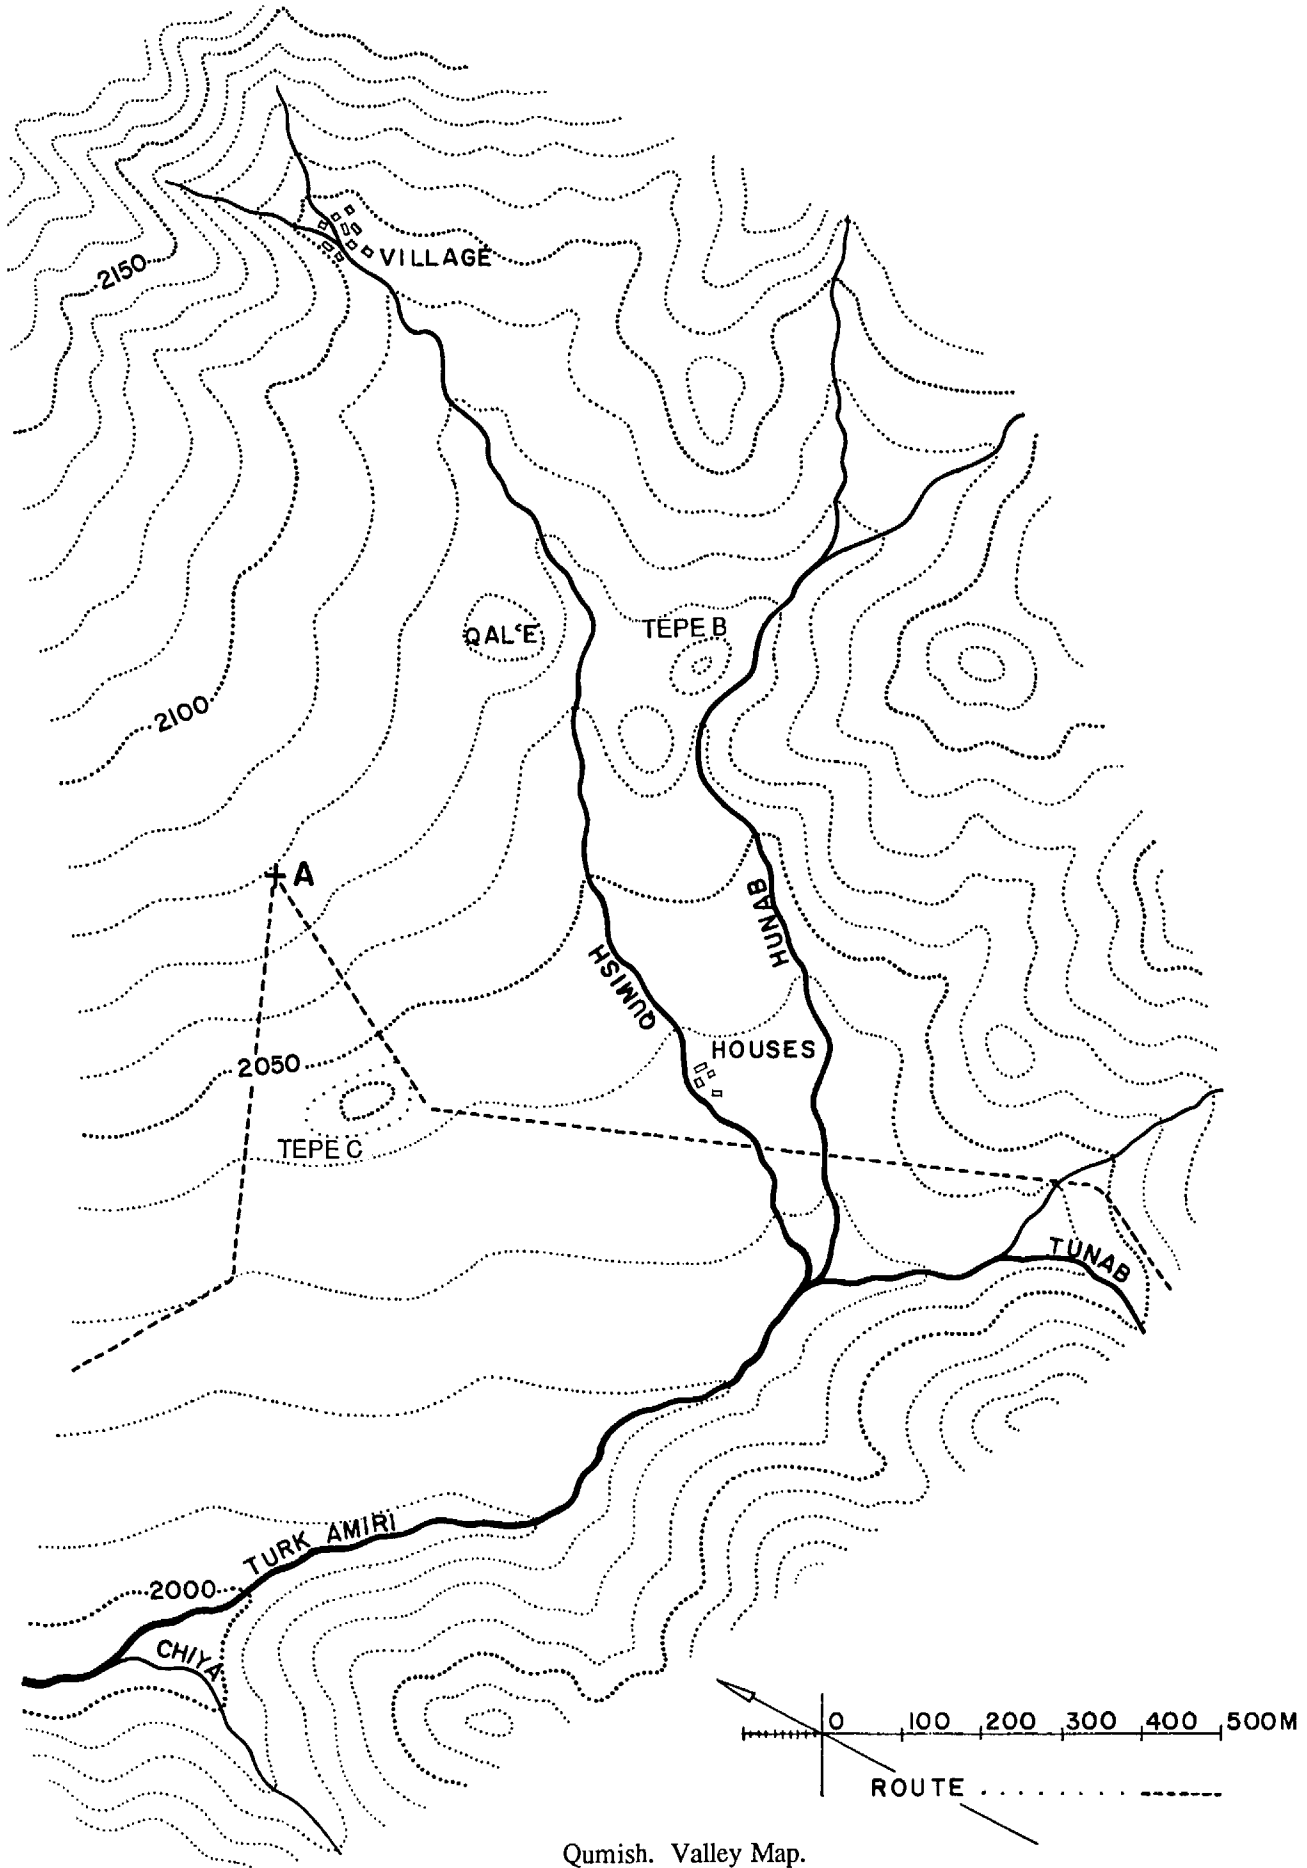 VILLAGE
2150
QAL'E
TEPE B
2100
A
HUNAB
QUMISH
HOUSES
2050
TEPE C
TUNAB
TURK AMIRI
2000
CHIYA
0 100 200 300 400 500M
ROUTE
Qumish. Valley Map.